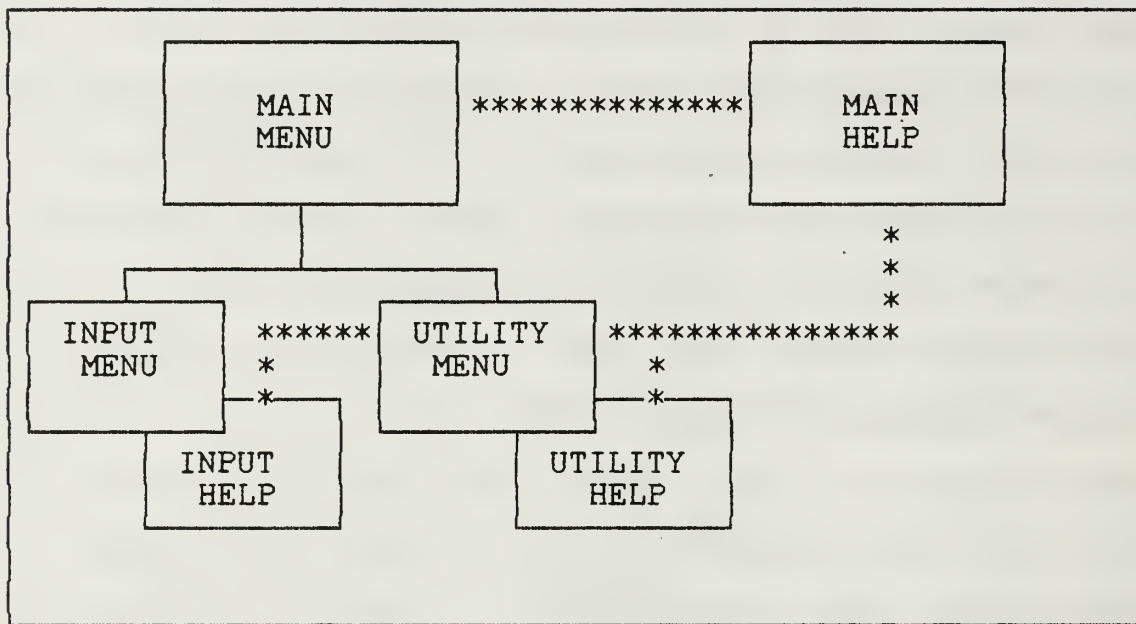 MAIN
MENU
**************
MAIN
HELP
*
*
*
INPUT
MENU
******
*
*
UTILITY
MENU
***************
*
*
INPUT
HELP
UTILITY
HELP